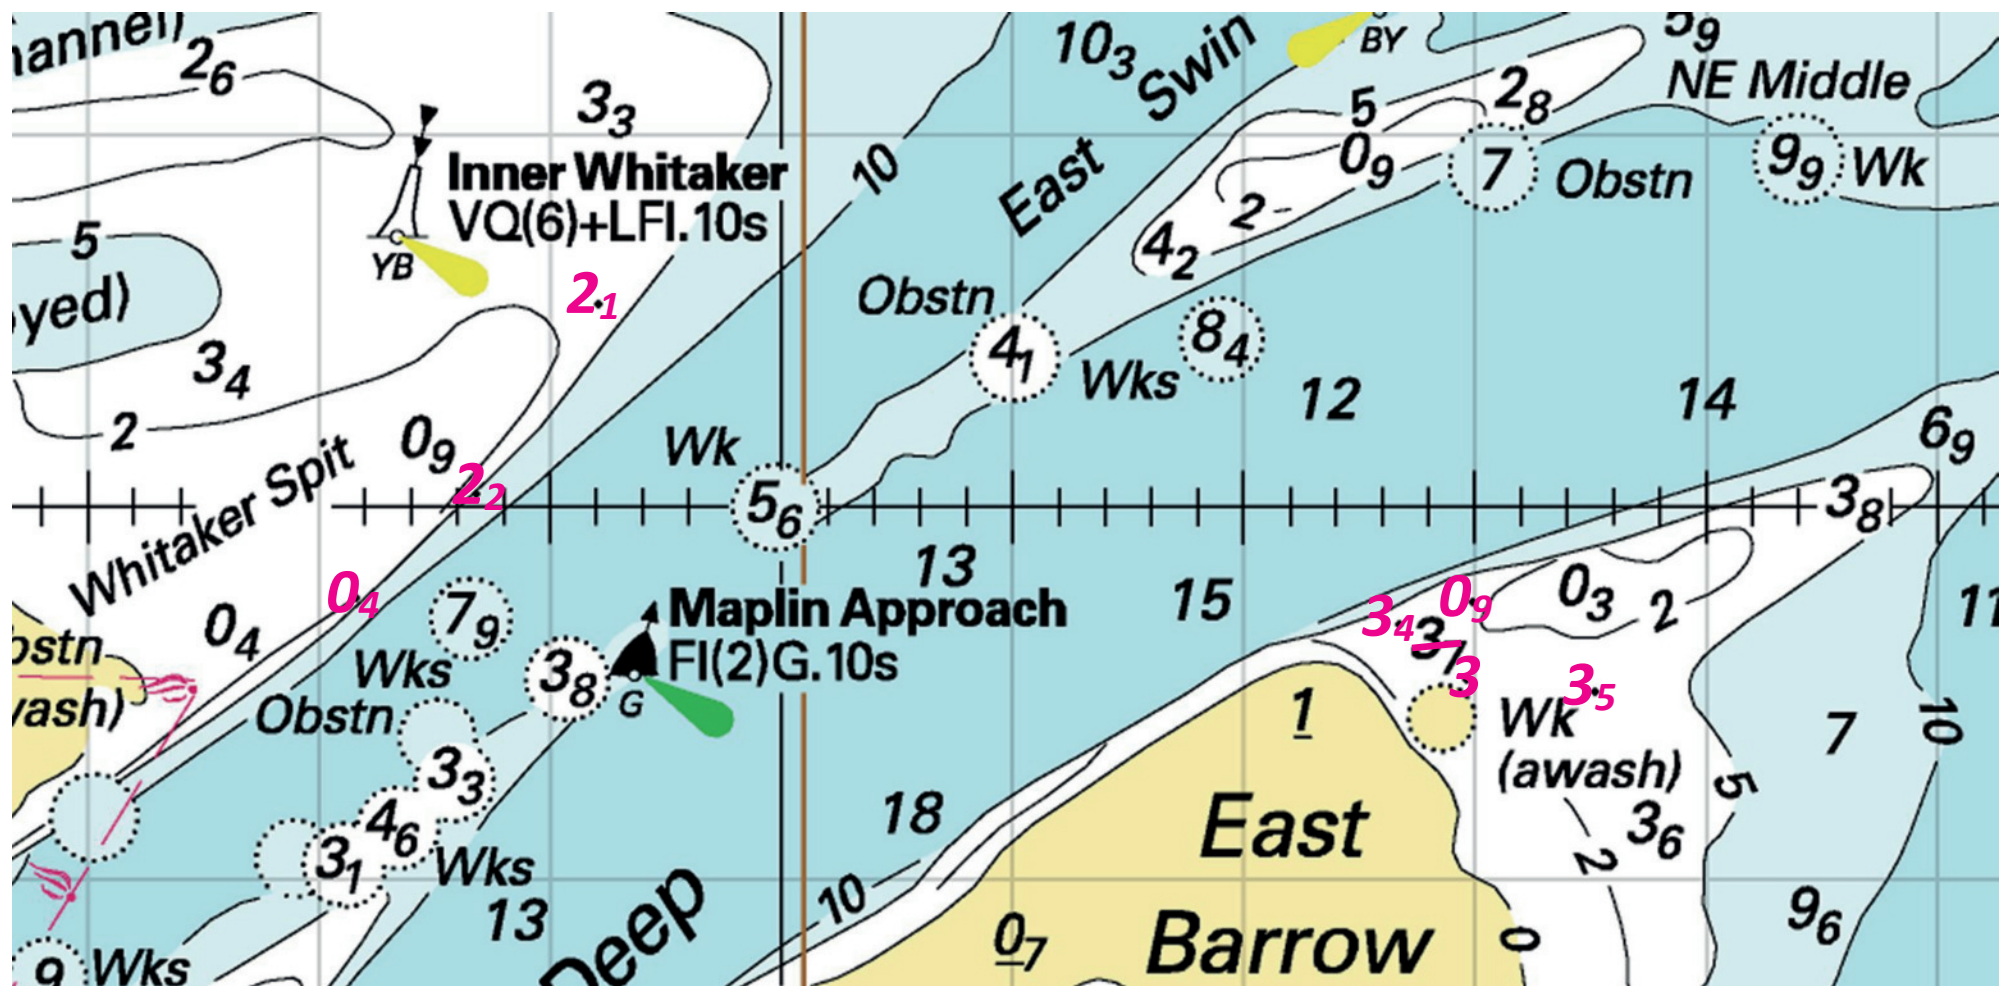 hannel)
2₆
3₃
Inner Whitaker
VQ(6)+LFl.10s
YB
5
yed)
2₁
3₄
2
0₉
2₂
Whitaker Spit
0₄
0₄
bstn
wash)
10₃
East Swin
BY
5₉
NE Middle
5
2₈
0₉
2
4₂
7
Obstn
9₉
Wk
10
Obstn
4₁
Wks
8₄
12
14
6₉
3₈
Wk
5₆
13
15
7₉
Wks
Obstn
3₈
Maplin Approach
Fl(2)G.10s
G
3₃
4₆
3₁
Wks
13
Deep
18
10
9
Wks
3₄
0₉
0₃
2
3
3₅
Wk
(awash)
1
East
Barrow
0₇
5
3₆
2
0
7
10
11
9₆